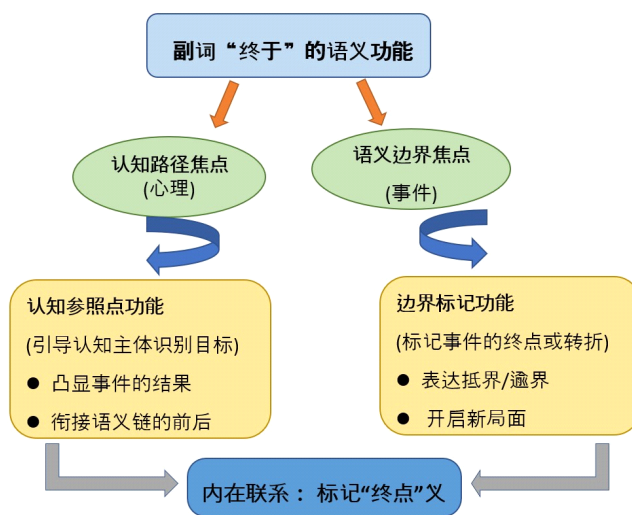 副词“终于”的语义功能
认知路径焦点
(心理)
语义边界焦点
(事件)
认知参照点功能
(引导认知主体识别目标)
● 凸显事件的结果
● 衔接语义链的前后
边界标记功能
(标记事件的终点或转折)
● 表达抵界/逾界
● 开启新局面
内在联系：标记“终点”义